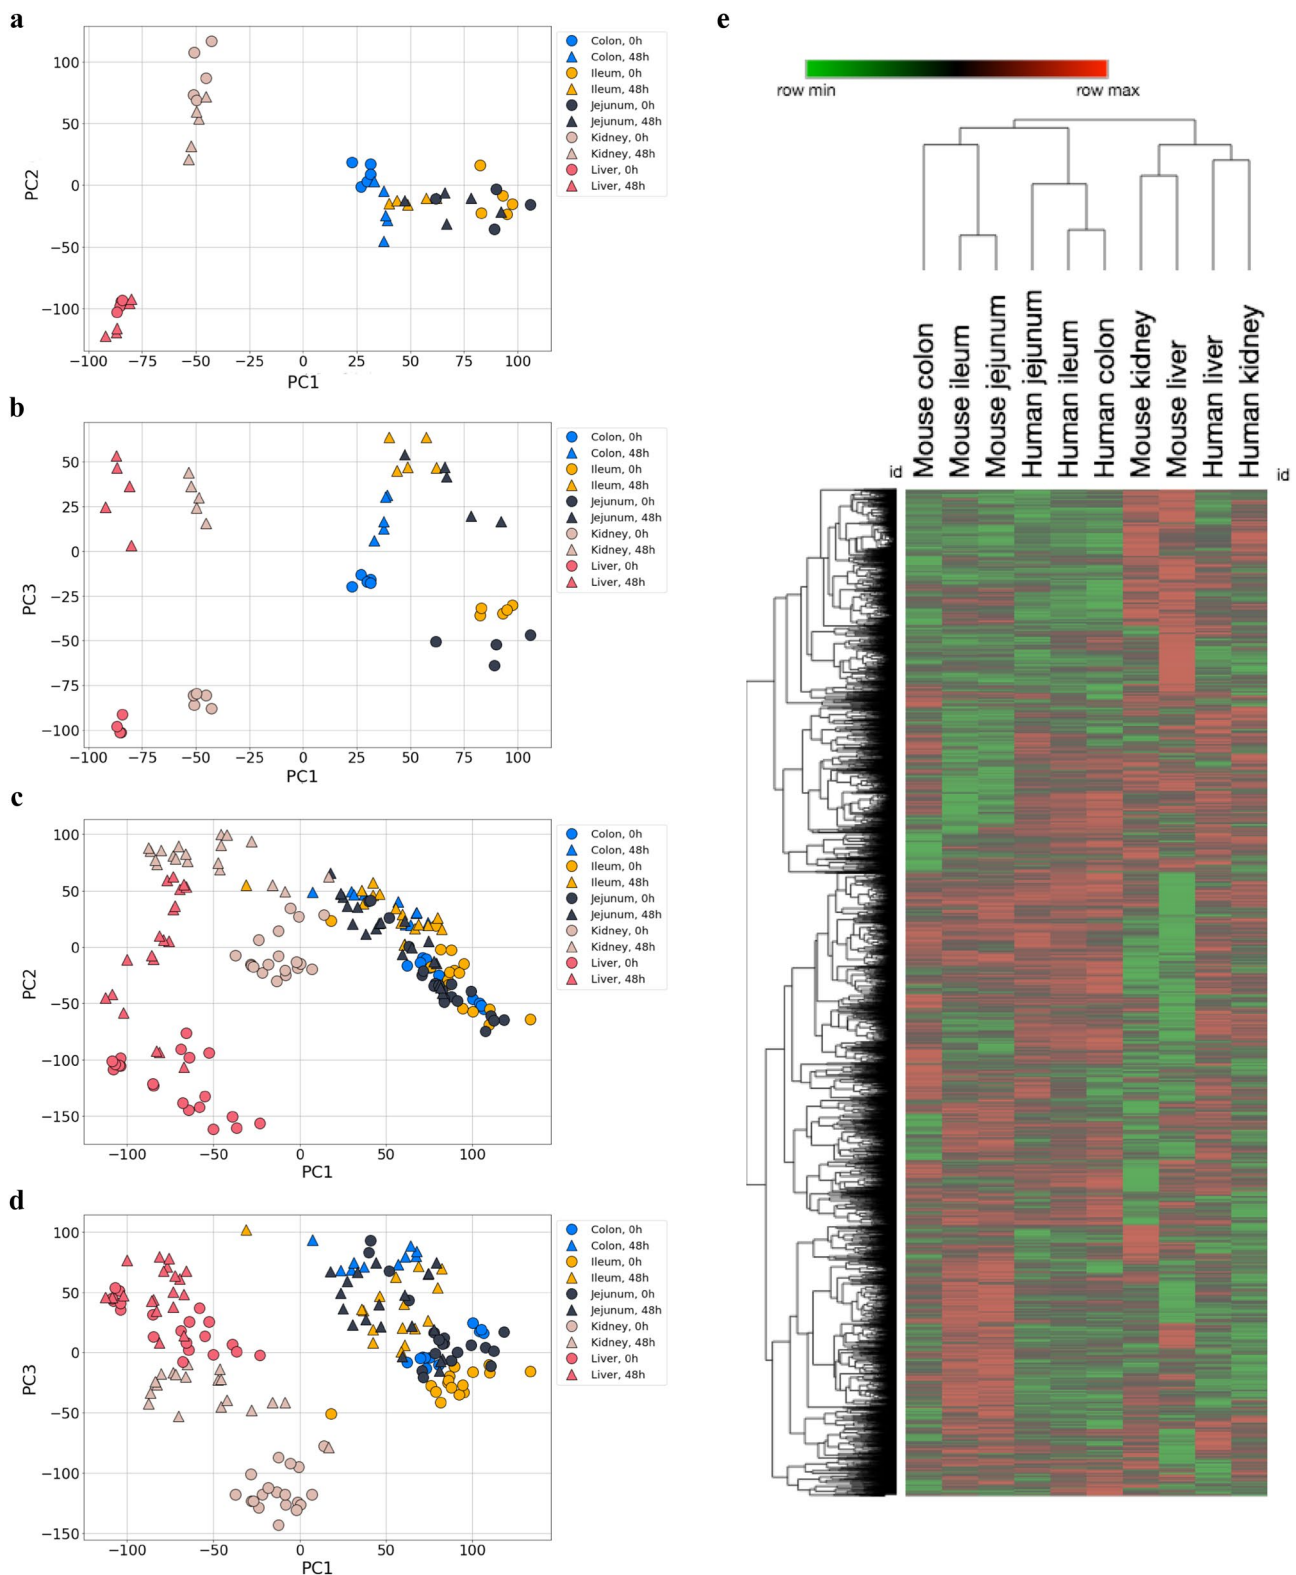 a
PC2
100
50
0
−50
−100
−100 −75 −50 −25 0 25 50 75 100
PC1
Colon, 0h
Colon, 48h
Ileum, 0h
Ileum, 48h
Jejunum, 0h
Jejunum, 48h
Kidney, 0h
Kidney, 48h
Liver, 0h
Liver, 48h
b
PC3
50
25
0
−25
−50
−75
−100
−100 −75 −50 −25 0 25 50 75 100
PC1
Colon, 0h
Colon, 48h
Ileum, 0h
Ileum, 48h
Jejunum, 0h
Jejunum, 48h
Kidney, 0h
Kidney, 48h
Liver, 0h
Liver, 48h
c
PC2
100
50
0
−50
−100
−150
−100 −50 0 50 100
PC1
Colon, 0h
Colon, 48h
Ileum, 0h
Ileum, 48h
Jejunum, 0h
Jejunum, 48h
Kidney, 0h
Kidney, 48h
Liver, 0h
Liver, 48h
d
PC3
100
50
0
−50
−100
−150
−100 −50 0 50 100
PC1
Colon, 0h
Colon, 48h
Ileum, 0h
Ileum, 48h
Jejunum, 0h
Jejunum, 48h
Kidney, 0h
Kidney, 48h
Liver, 0h
Liver, 48h
e
row min row max
id
Mouse colon
Mouse ileum
Mouse jejunum
Human jejunum
Human ileum
Human colon
Mouse kidney
Mouse liver
Human liver
Human kidney
id